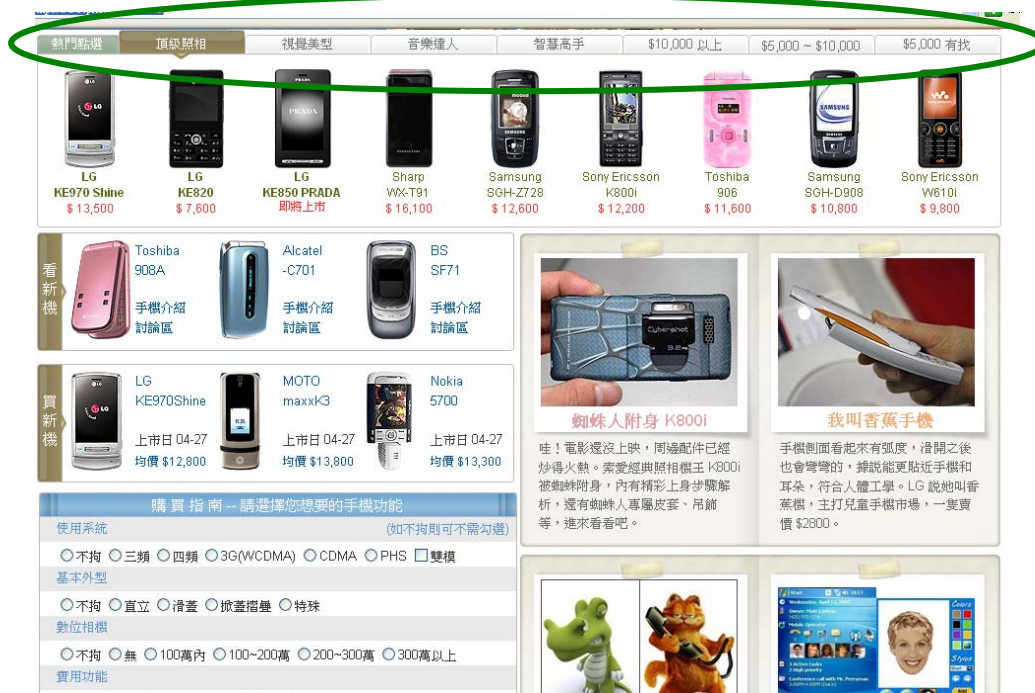 熱門點選 頂級照相 視覺美型 音樂達人 智慧高手 $10,000 以上 $5,000 ~ $10,000 $5,000 有找
LG
KE970 Shine
$ 13,500
LG
KE820
$ 7,600
LG
KE850 PRADA
即將上市
Sharp
WX-T91
$ 16,100
Samsung
SGH-Z728
$ 12,600
Sony Ericsson
K800i
$ 12,200
Toshiba
906
$ 11,600
Samsung
SGH-D908
$ 10,800
Sony Ericsson
W610i
$ 9,800
看新機
Toshiba
908A
手機介紹
討論區
Alcatel
-C701
手機介紹
討論區
BS
SF71
手機介紹
討論區
買新機
LG
KE970Shine
上市日 04-27
均價 $12,800
MOTO
maxxK3
上市日 04-27
均價 $13,800
Nokia
5700
上市日 04-27
均價 $13,300
購 買 指 南 -- 請選擇您想要的手機功能
使用系統 (如不拘則可不需勾選)
不拘 三頻 四頻 3G(WCDMA) CDMA PHS 雙模
基本外型
不拘 直立 滑蓋 掀蓋摺疊 特殊
數位相機
不拘 無 100萬內 100~200萬 200~300萬 300萬以上
實用功能
Cyber-shot
3.2
蜘蛛人附身 K800i
哇！電影還沒上映，周邊配件已經
炒得火熱。索愛經典照相機王 K800i
被蜘蛛附身，內有精彩上身步驟解
析，還有蜘蛛人專屬皮套、吊飾
等，進來看看吧。
我叫香蕉手機
手機側面看起來有弧度，滑開之後
也會彎彎的，據說能更貼近手機和
耳朵，符合人體工學。LG 說她叫香
蕉機，主打兒童手機市場，一隻賣
價 $2800。
Start
Colors
Styles